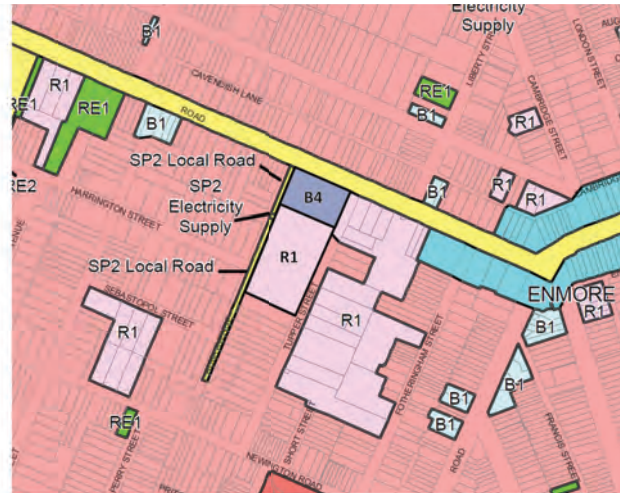 Electricity
Supply
B1
LIBERTY STREET
LONDON STREET
CAMBRIDGE STREET
CAVENDISH LANE
R1
RE1
RE1
B1
ROAD
RE1
B1
R1
SP2 Local Road
SP2
Electricity
Supply
B4
B1
R1
R1
HARRINGTON STREET
SP2 Local Road
R1
SEBASTOPOL STREET
R1
TUPPER STREET
R1
FOTHERINGHAM STREET
ENMORE
B1
R1
B1
B1
B1
RE1
SHORT STREET
ROAD
FRANCIS STREET
NEWINGTON ROAD